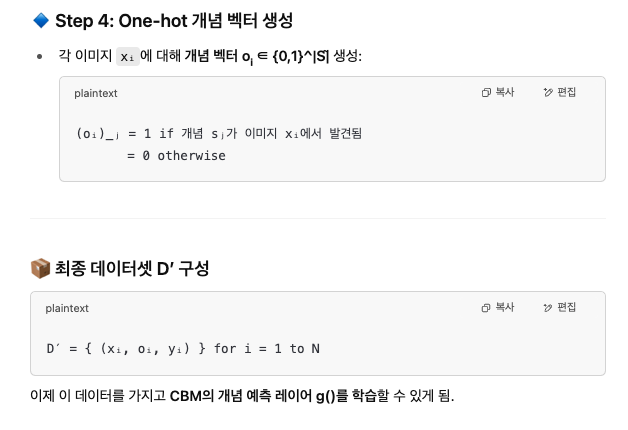 🔷 Step 4: One-hot 개념 벡터 생성
• 각 이미지 xᵢ 에 대해 개념 벡터 oᵢ ∈ {0,1}^|S̃| 생성:
plaintext 복사 편집
(oᵢ)_ⱼ = 1 if 개념 sⱼ가 이미지 xᵢ에서 발견됨
= 0 otherwise
📦 최종 데이터셋 D′ 구성
plaintext 복사 편집
D′ = { (xᵢ, oᵢ, yᵢ) } for i = 1 to N
이제 이 데이터를 가지고 CBM의 개념 예측 레이어 g()를 학습할 수 있게 됨.